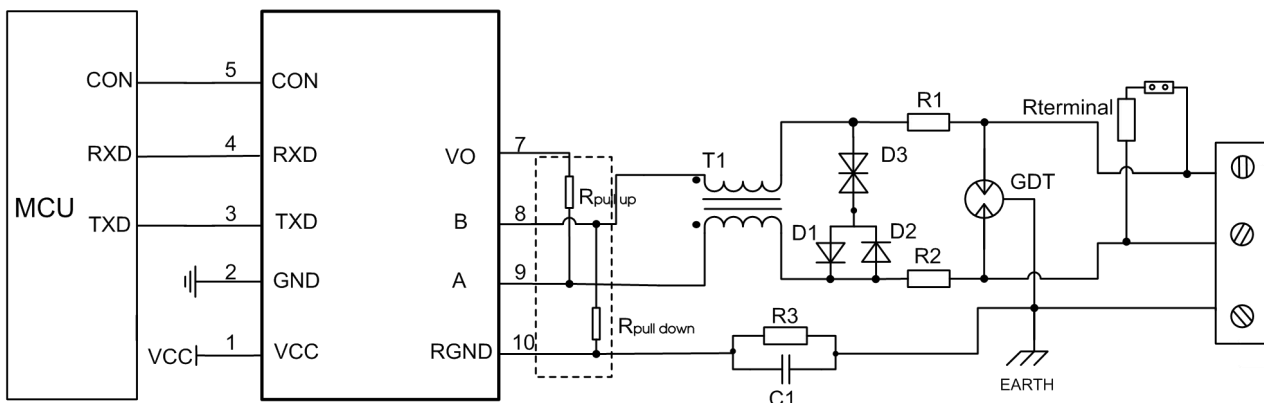 MCU
CON 5 CON
RXD 4 RXD
TXD 3 TXD
2 GND
VCC 1 VCC
VO 7
B 8
A 9
RGND 10
Rpull up
Rpull down
T1
D3
D1
D2
R1
R2
GDT
Rterminal
R3
C1
EARTH